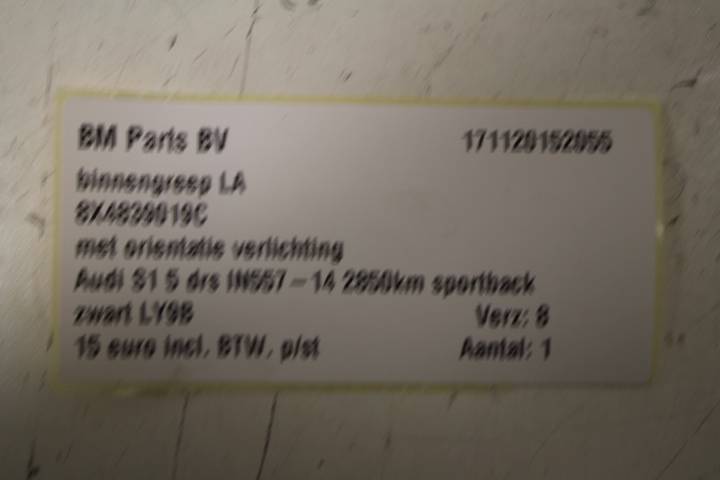 BM Parts BV 171120152055
binnengreep LA
8X4839019C
met orientatie verlichting
Audi S1 5 drs IN557-14 2850km sportback
zwart LY9B Verz: 8
15 euro incl. BTW. p/st Aantal: 1